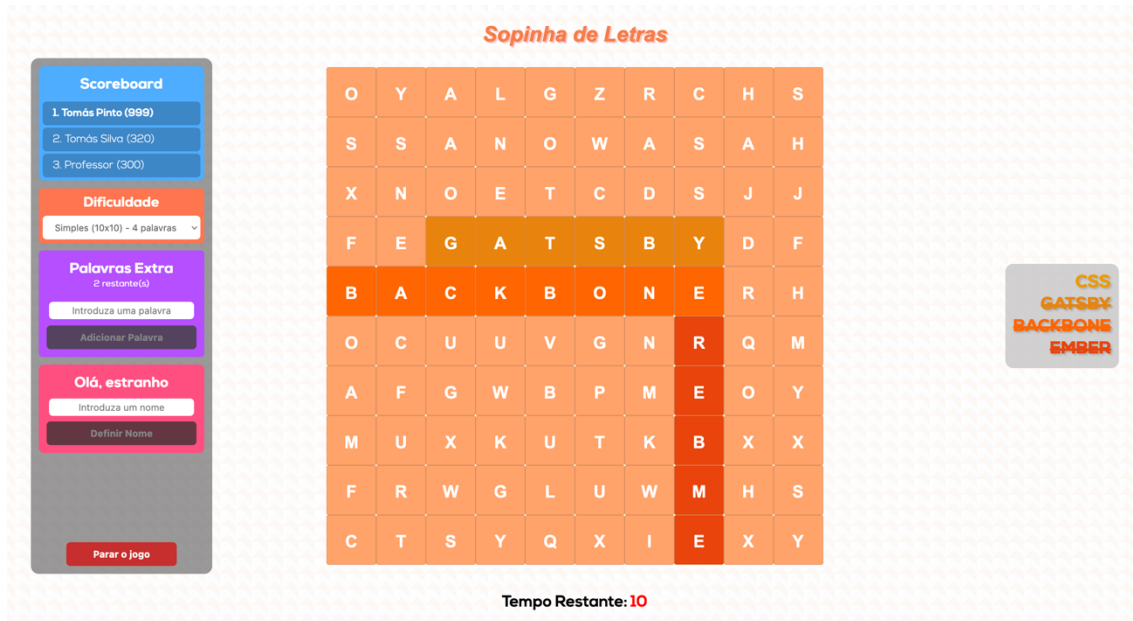 Sopinha de Letras
Scoreboard
1. Tomás Pinto (999)
2. Tomás Silva (320)
3. Professor (300)
Dificuldade
Simples (10x10) - 4 palavras
Palavras Extra
2 restante(s)
Introduza uma palavra
Adicionar Palavra
Olá, estranho
Introduza um nome
Definir Nome
Parar o jogo
O Y A L G Z R C H S
S S A N O W A S A H
X N O E T C D S J J
F E G A T S B Y D F
B A C K B O N E R H
O C U U V G N R Q M
A F G W B P M E O Y
M U X K U T K B X X
F R W G L U W M H S
C T S Y Q X I E X Y
CSS
GATSBY
BACKBONE
EMBER
Tempo Restante: 10